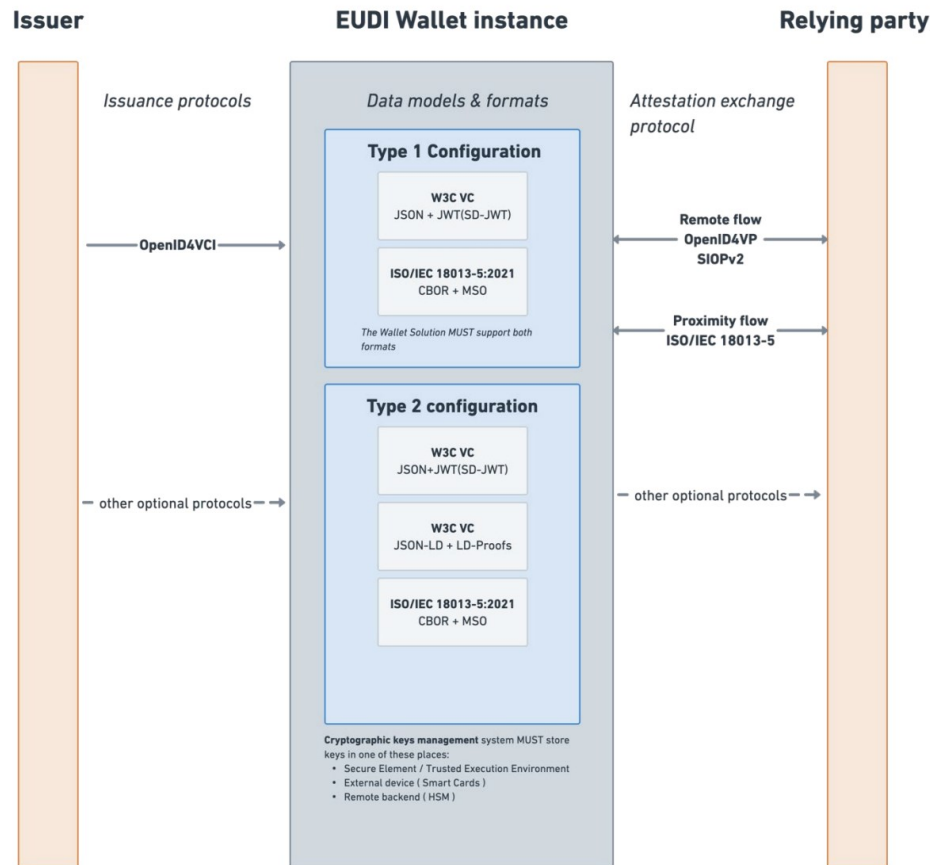 Issuer
EUDI Wallet instance
Relying party
Issuance protocols
Data models & formats
Attestation exchange
protocol
Type 1 Configuration
W3C VC
JSON + JWT(SD-JWT)
OpenID4VCI
Remote flow
OpenID4VP
SIOPv2
ISO/IEC 18013-5:2021
CBOR + MSO
Proximity flow
ISO/IEC 18013-5
The Wallet Solution MUST support both
formats
Type 2 configuration
W3C VC
JSON+JWT(SD-JWT)
other optional protocols
other optional protocols
W3C VC
JSON-LD + LD-Proofs
ISO/IEC 18013-5:2021
CBOR + MSO
Cryptographic keys management system MUST store
keys in one of these places:
• Secure Element / Trusted Execution Environment
• External device ( Smart Cards )
• Remote backend ( HSM )